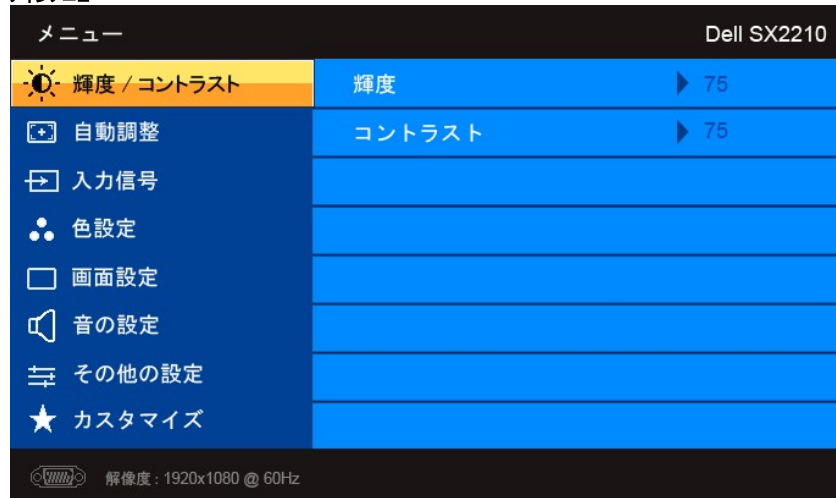 メニュー Dell SX2210
輝度 / コントラスト 輝度 75
自動調整 コントラスト 75
入力信号
色設定
画面設定
音の設定
その他の設定
カスタマイズ
解像度 : 1920x1080 @ 60Hz